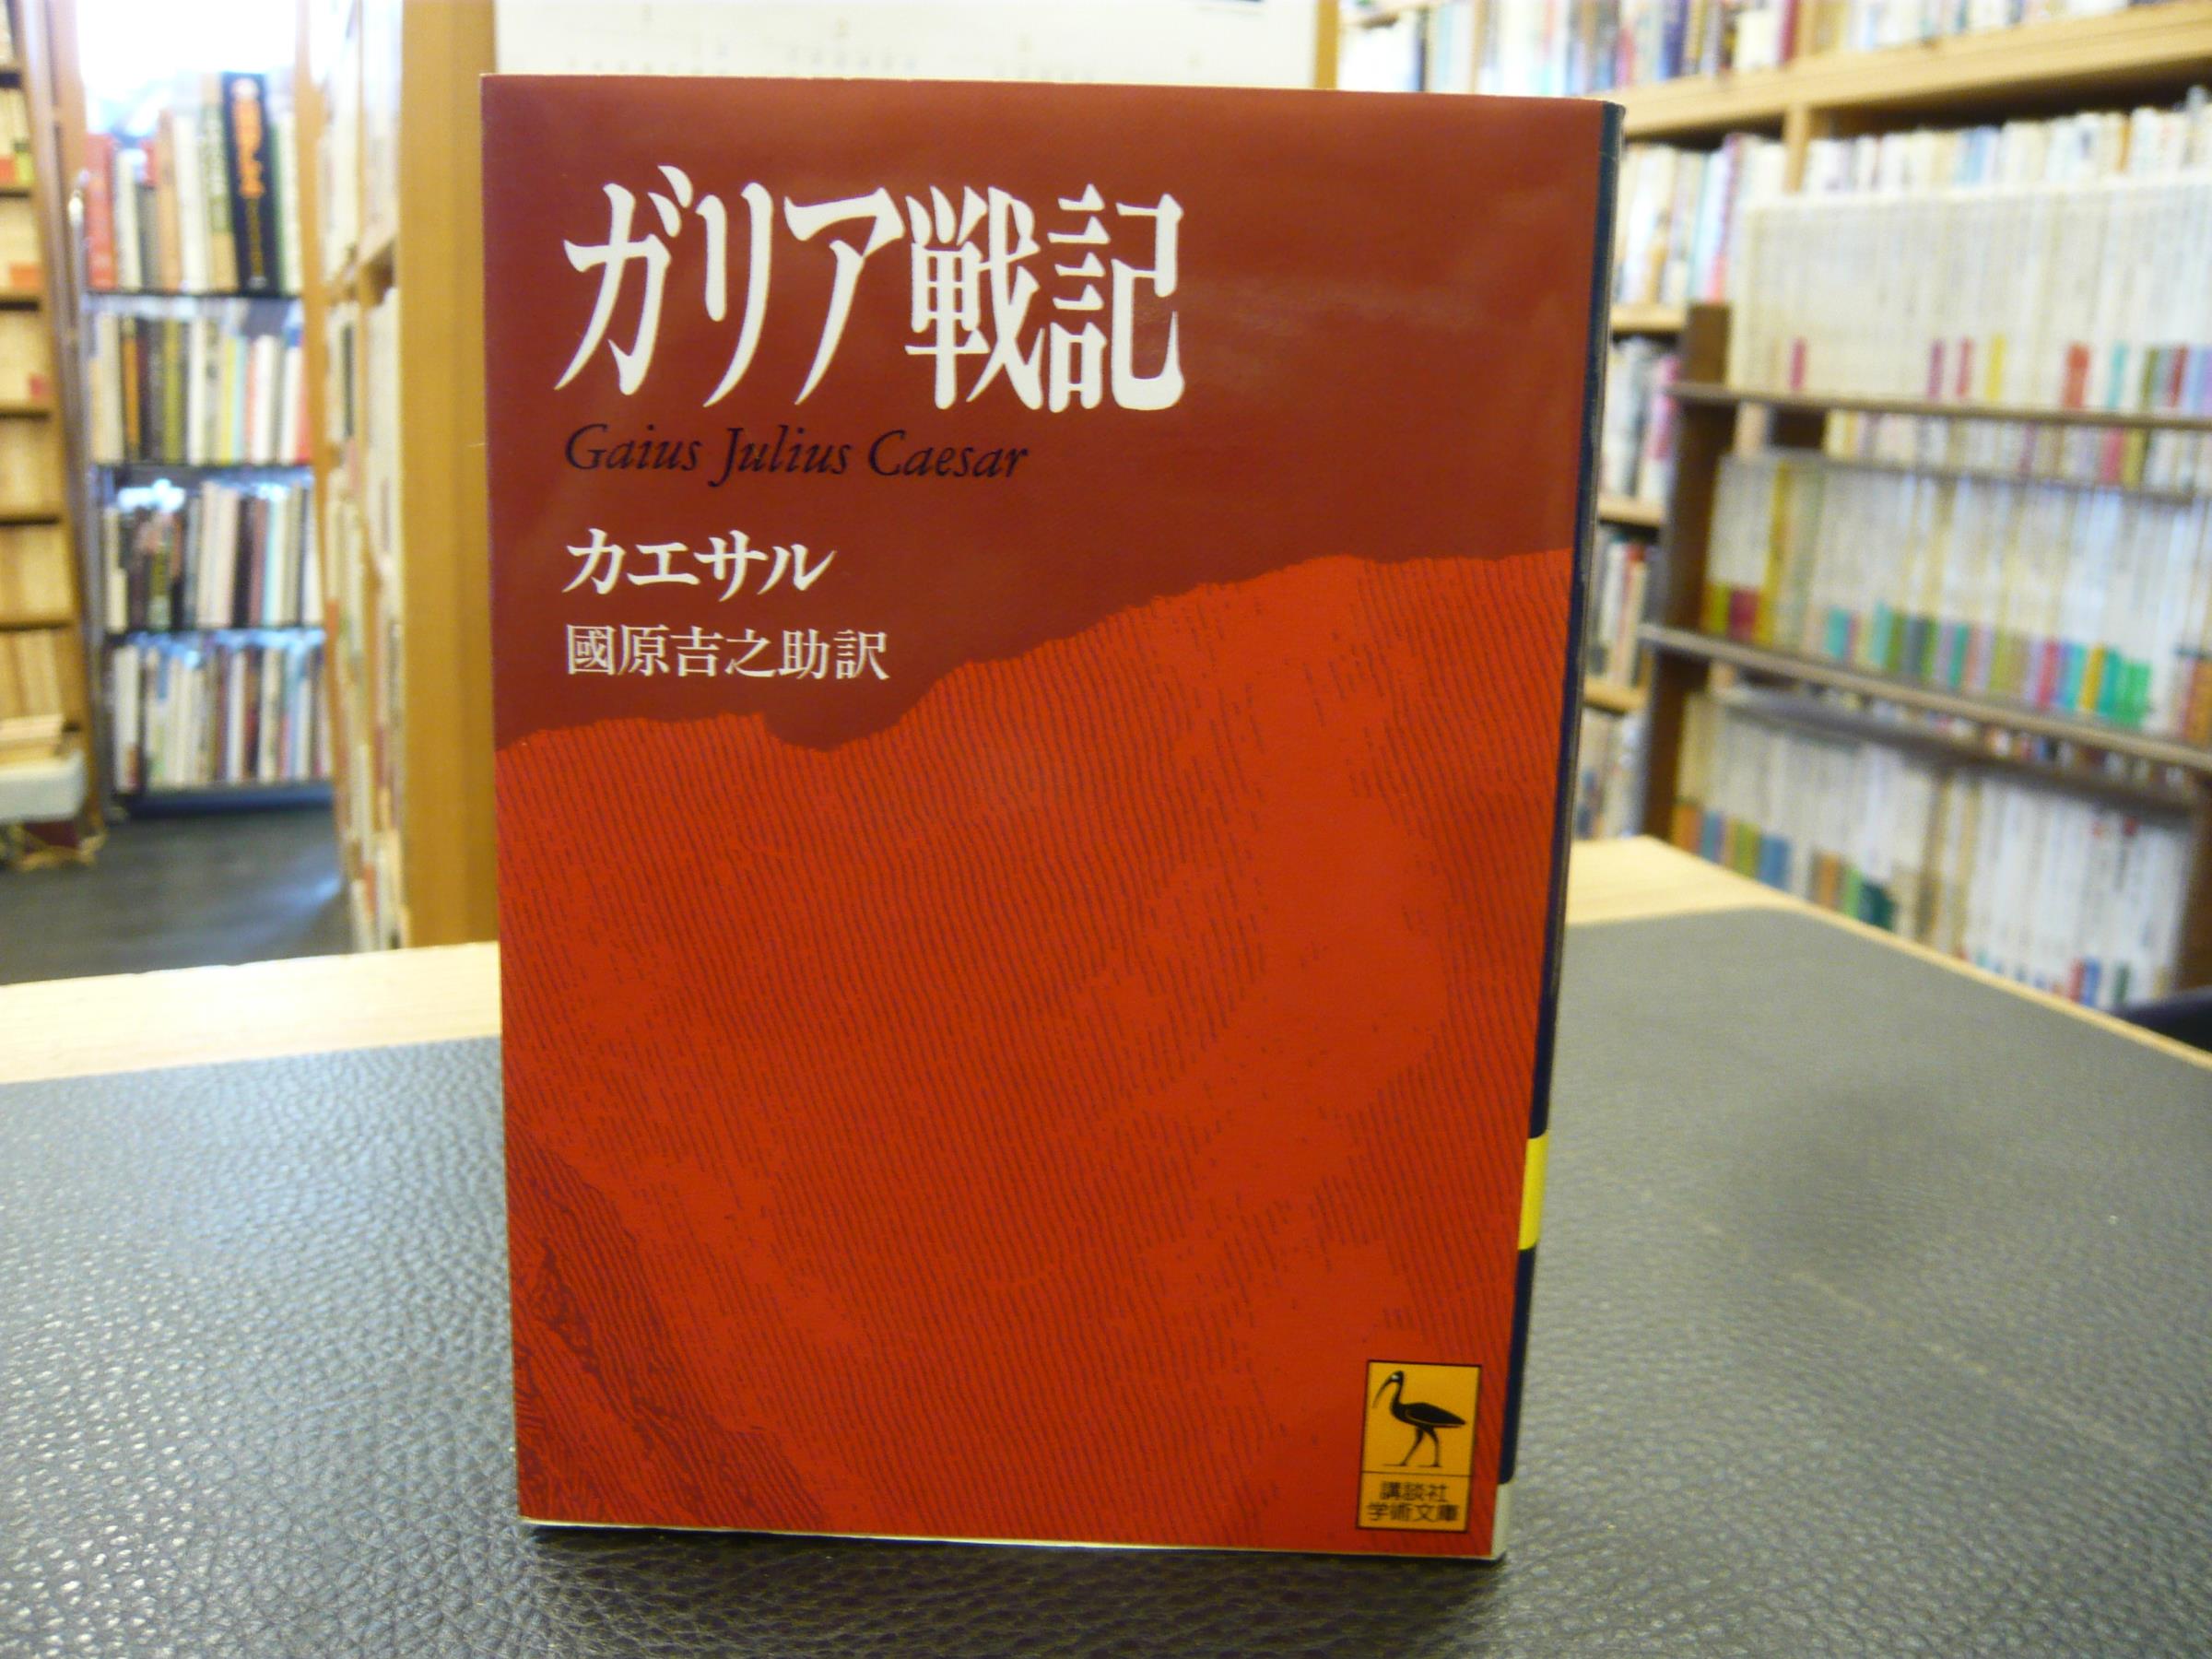 ガリア戦記
Gaius Julius Caesar
カエサル
國原吉之助訳
講談社
学術文庫